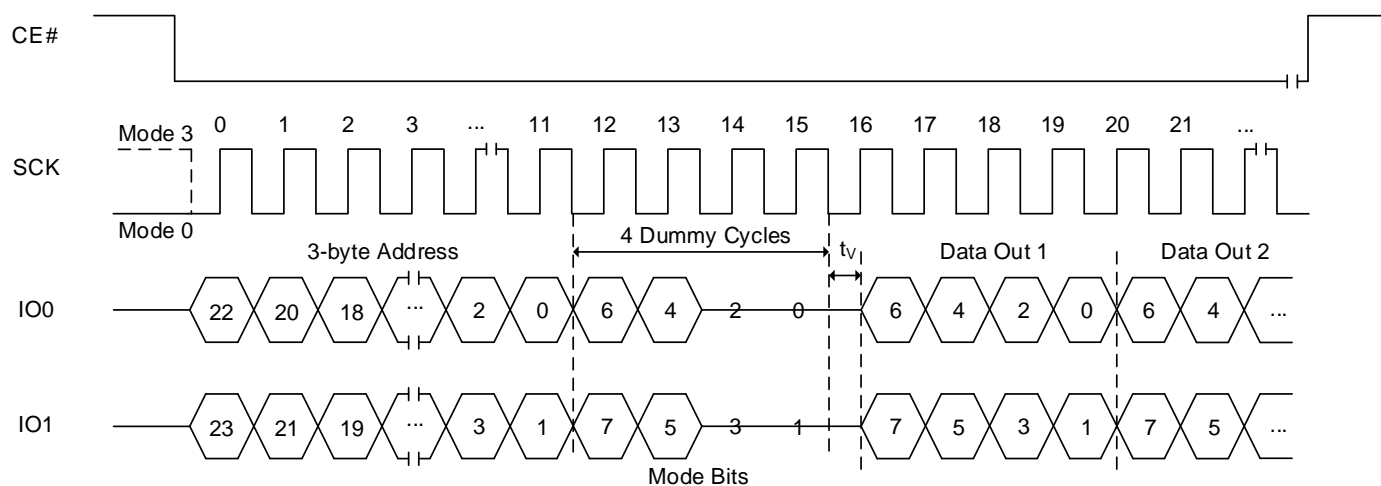 CE#
0 1 2 3 ... 11 12 13 14 15 16 17 18 19 20 21 ...
Mode 3
SCK
Mode 0
4 Dummy Cycles
3-byte Address tV Data Out 1 Data Out 2
IO0 22 20 18 ... 2 0 6 4 2 0 6 4 2 0 6 4 ...
IO1 23 21 19 ... 3 1 7 5 3 1 7 5 3 1 7 5 ...
Mode Bits